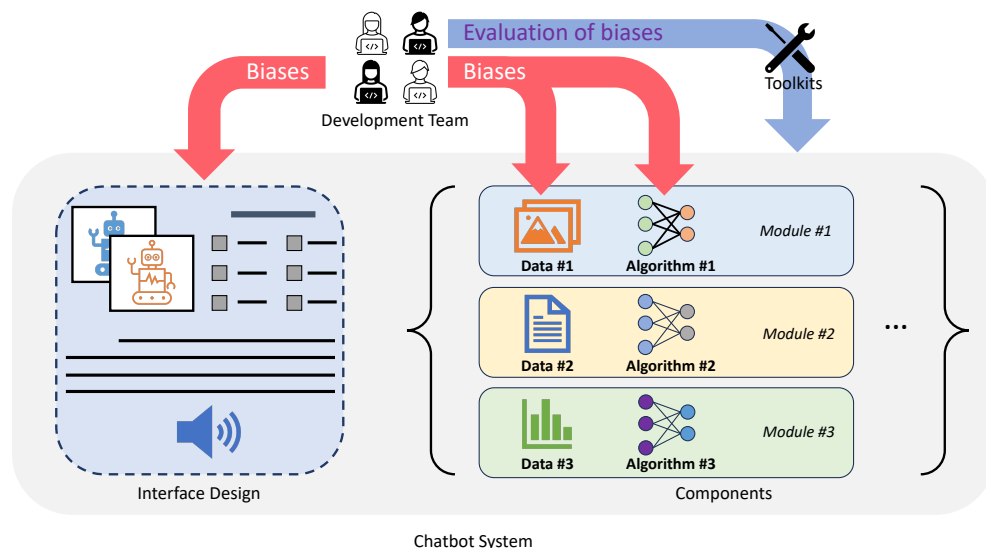 Evaluation of biases
Biases
Biases
Toolkits
</>
</>
</>
</>
Development Team
Data #1
Algorithm #1
Module #1
Data #2
Algorithm #2
Module #2
...
Data #3
Algorithm #3
Module #3
Interface Design
Components
Chatbot System